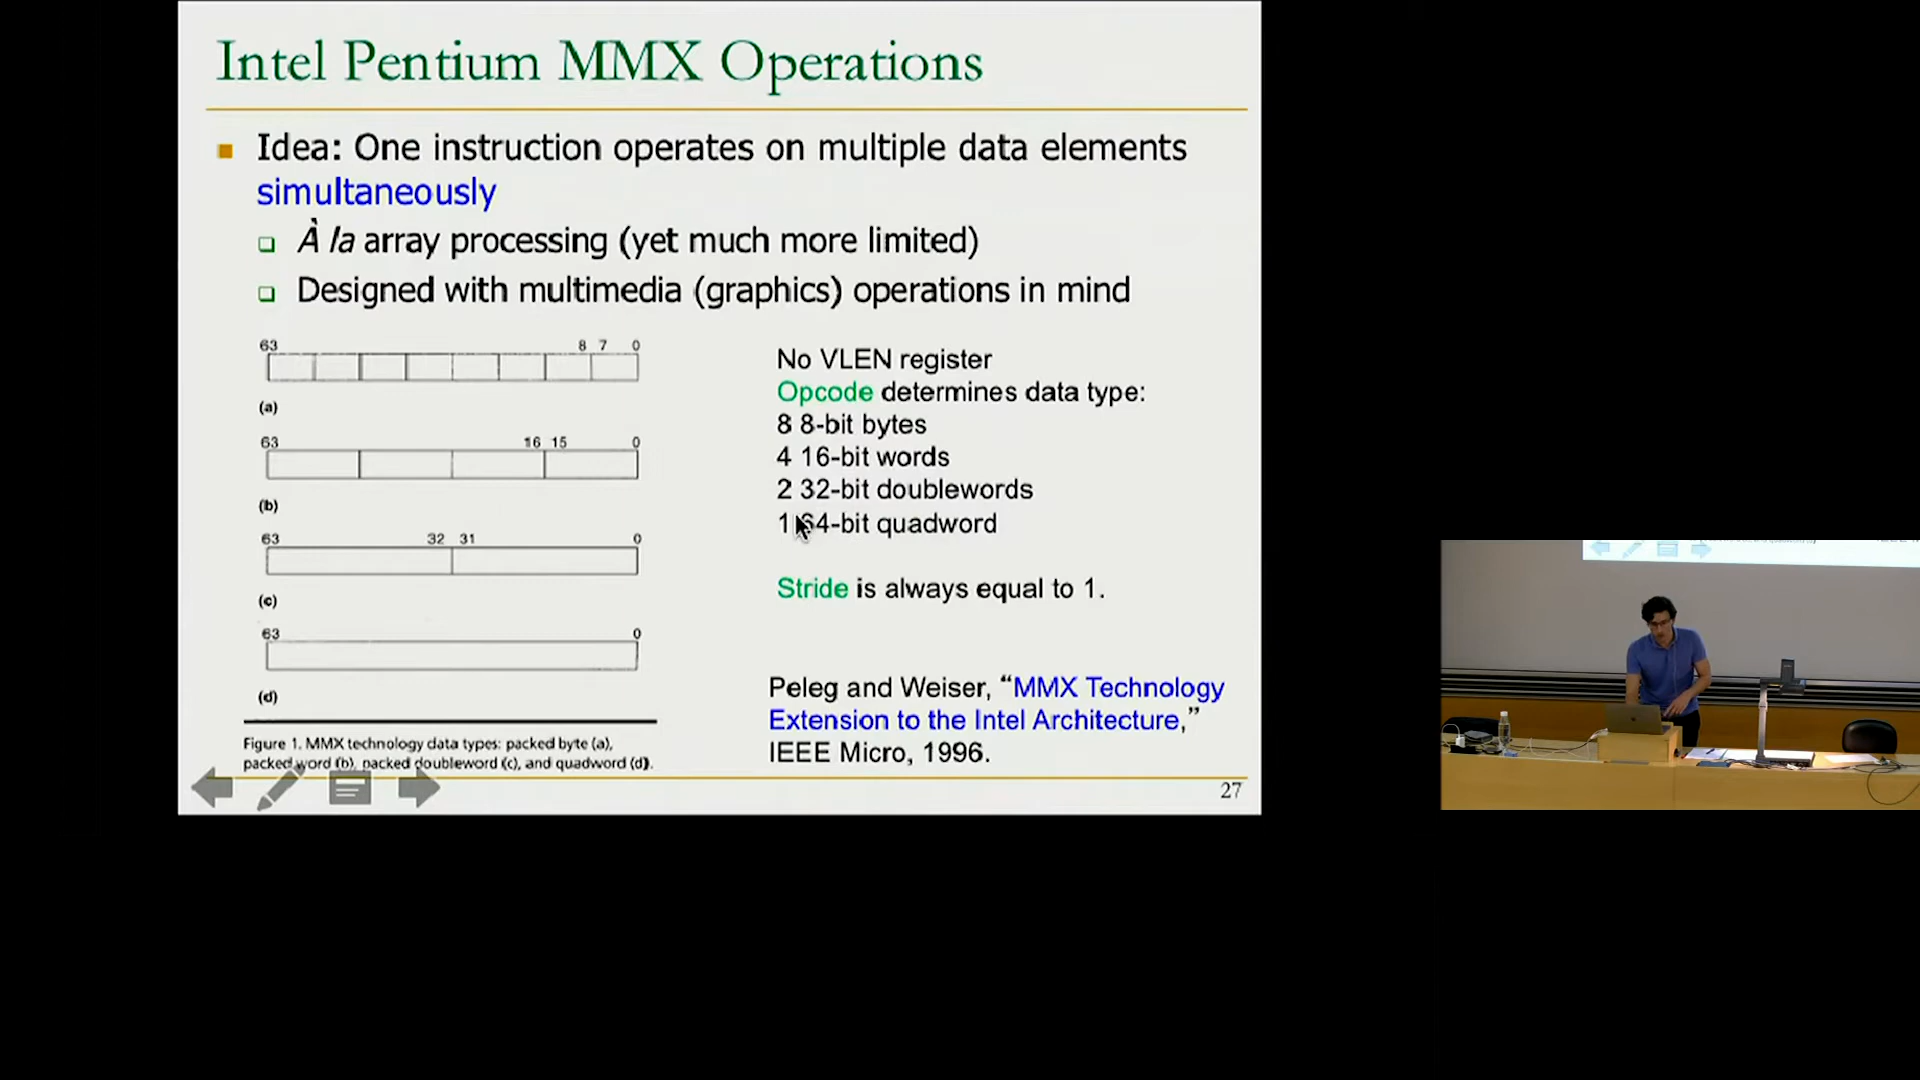 Intel Pentium MMX Operations
Idea: One instruction operates on multiple data elements
simultaneously
À la array processing (yet much more limited)
Designed with multimedia (graphics) operations in mind
63 8 7 0
(a)
63 16 15 0
(b)
63 32 31 0
(c)
63 0
(d)
Figure 1. MMX technology data types: packed byte (a),
packed word (b), packed doubleword (c), and quadword (d).
No VLEN register
Opcode determines data type:
8 8-bit bytes
4 16-bit words
2 32-bit doublewords
1 64-bit quadword
Stride is always equal to 1.
Peleg and Weiser, “MMX Technology
Extension to the Intel Architecture,”
IEEE Micro, 1996.
27